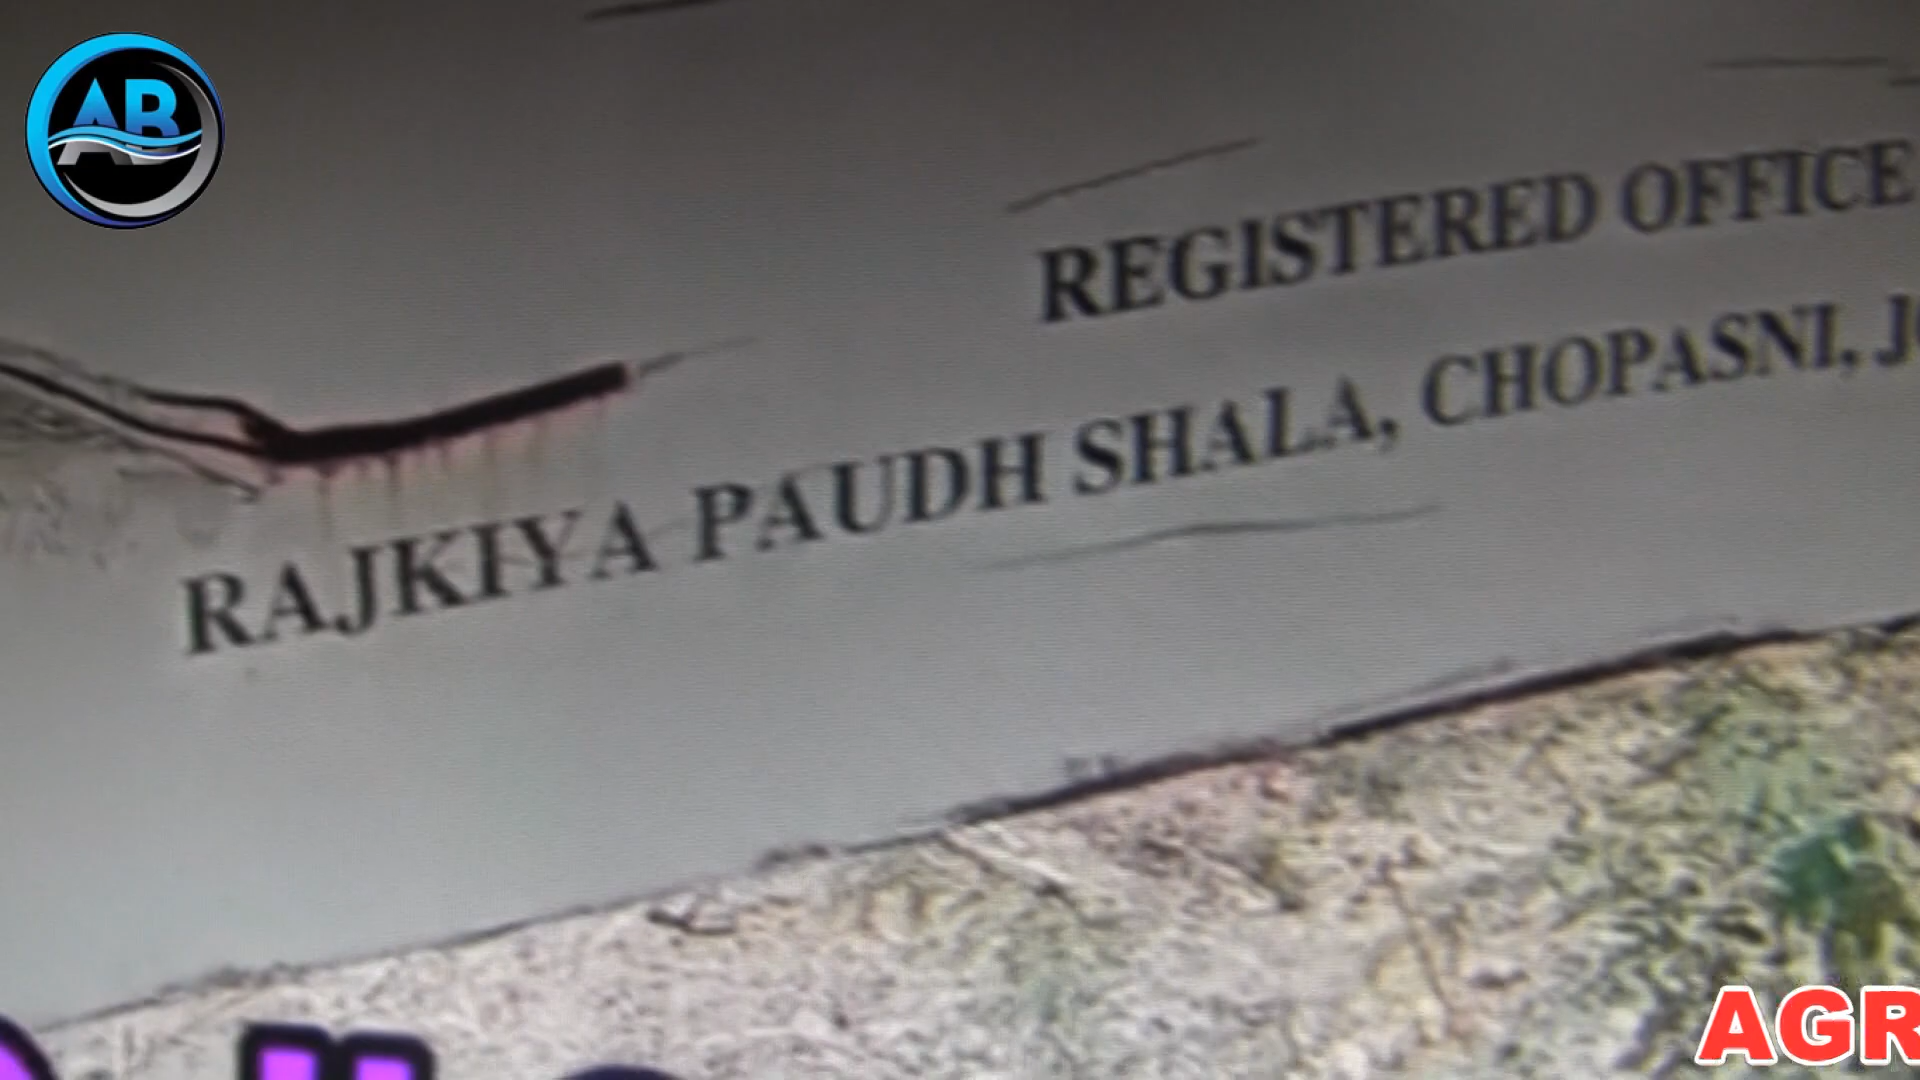 AB
REGISTERED OFFICE
RAJKIYA PAUDH SHALA, CHOPASNI, J
AGR